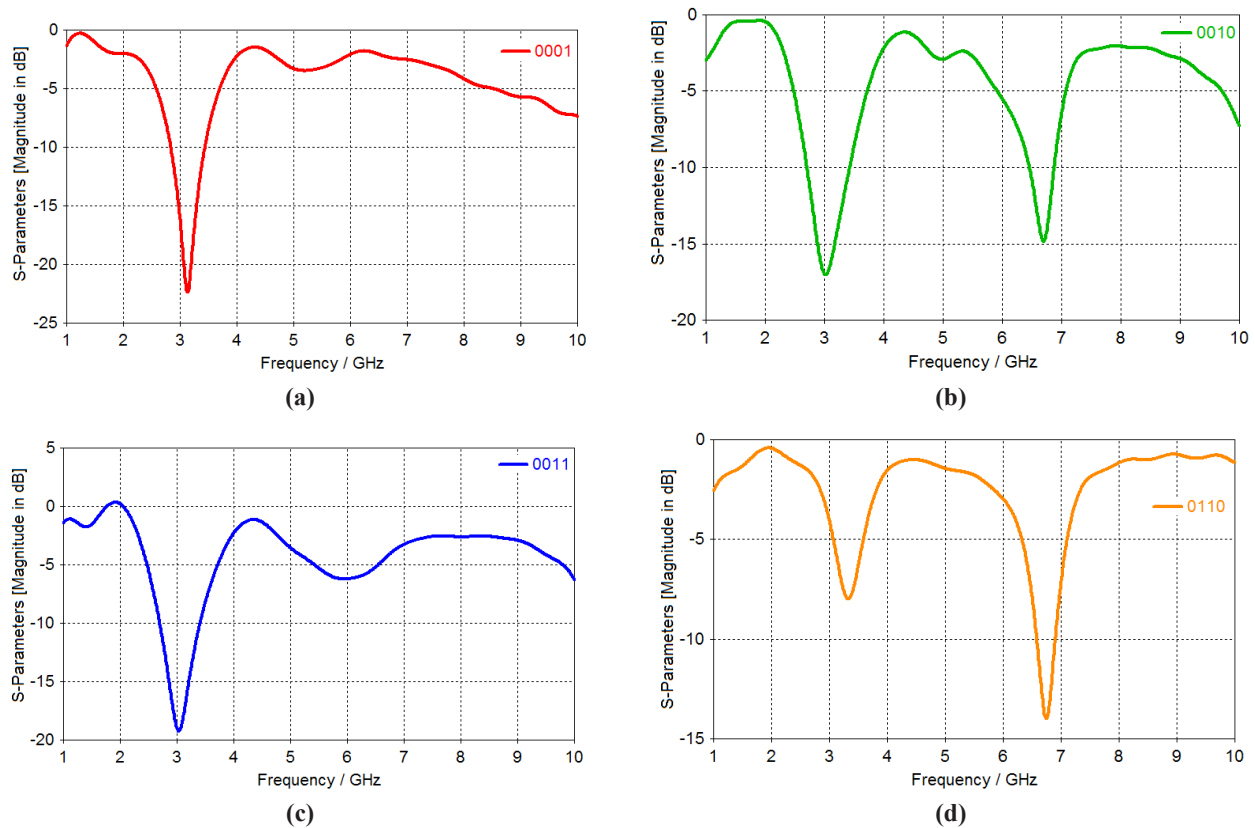 0
-5
-10
-15
-20
-25
S-Parameters [Magnitude in dB]
0001
1 2 3 4 5 6 7 8 9 10
Frequency / GHz
(a)
0
-5
-10
-15
-20
S-Parameters [Magnitude in dB]
0010
1 2 3 4 5 6 7 8 9 10
Frequency / GHz
(b)
5
0
-5
-10
-15
-20
S-Parameters [Magnitude in dB]
0011
1 2 3 4 5 6 7 8 9 10
Frequency / GHz
(c)
0
-5
-10
-15
S-Parameters [Magnitude in dB]
0110
1 2 3 4 5 6 7 8 9 10
Frequency / GHz
(d)